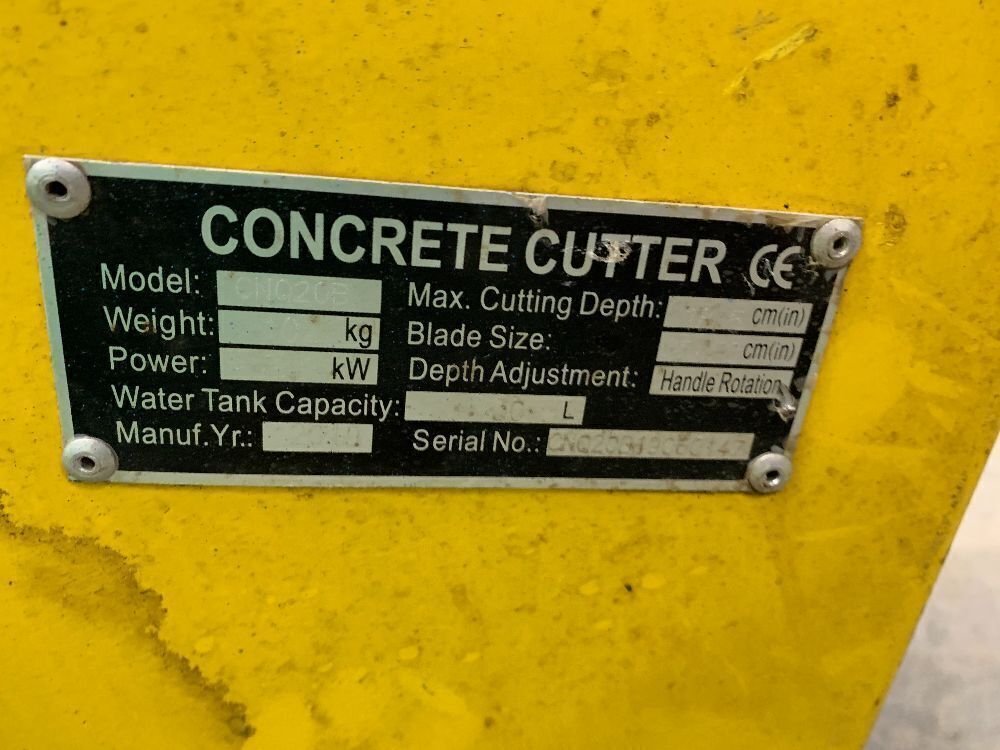 CONCRETE CUTTER CE
Model: CNQ20B Max. Cutting Depth: cm(in)
Weight: kg Blade Size: cm(in)
Power: kW Depth Adjustment: Handle Rotation
Water Tank Capacity: L
Manuf.Yr.: Serial No.: